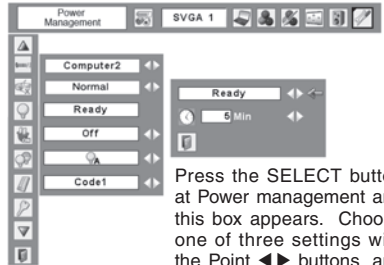 Power
Management
SVGA 1
Computer2
Normal
Ready
Off
A
Code1
Ready
5 Min
Press the SELECT butto
at Power management an
this box appears. Choos
one of three settings wi
the Point ◀▶ buttons, an